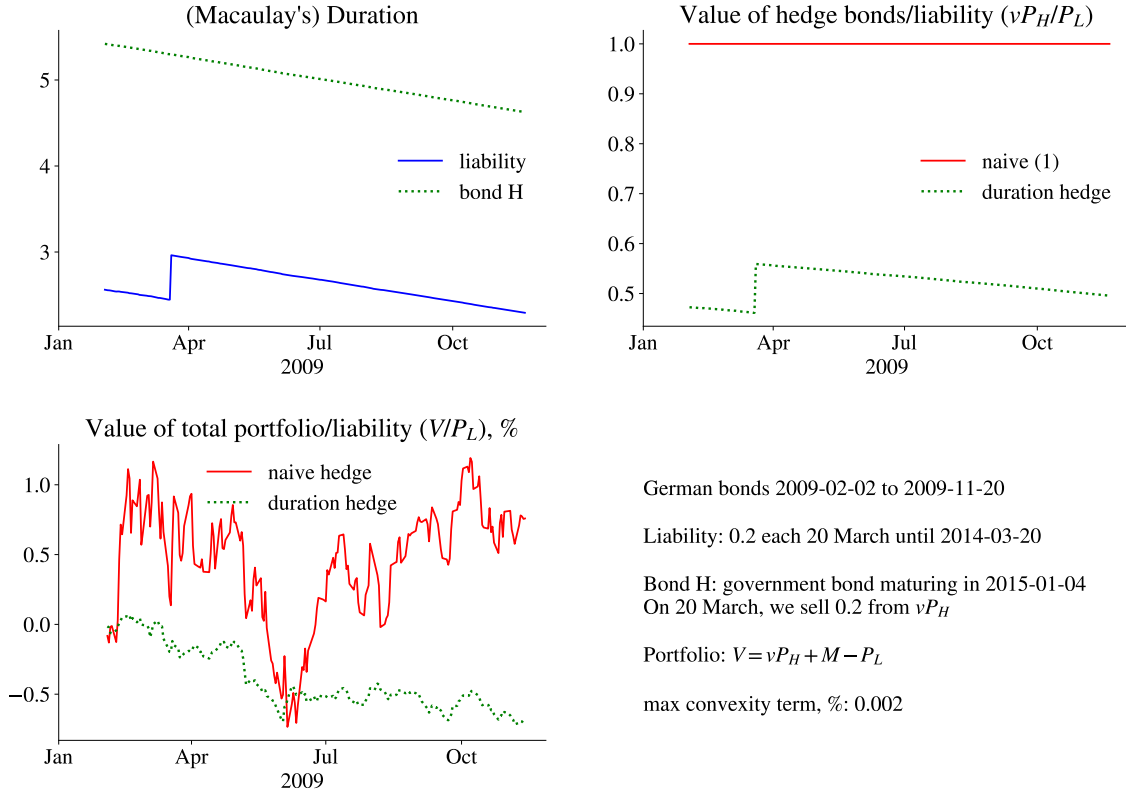 (Macaulay's) Duration
5
4
3
liability
bond H
Jan
Apr
Jul
Oct
2009
Value of hedge bonds/liability (vP_H/P_L)
1.0
0.9
0.8
0.7
0.6
0.5
naive (1)
duration hedge
Jan
Apr
Jul
Oct
2009
Value of total portfolio/liability (V/P_L), %
1.0
0.5
0.0
−0.5
naive hedge
duration hedge
Jan
Apr
Jul
Oct
2009
German bonds 2009-02-02 to 2009-11-20
Liability: 0.2 each 20 March until 2014-03-20
Bond H: government bond maturing in 2015-01-04
On 20 March, we sell 0.2 from vP_H
Portfolio: V = vP_H + M − P_L
max convexity term, %: 0.002